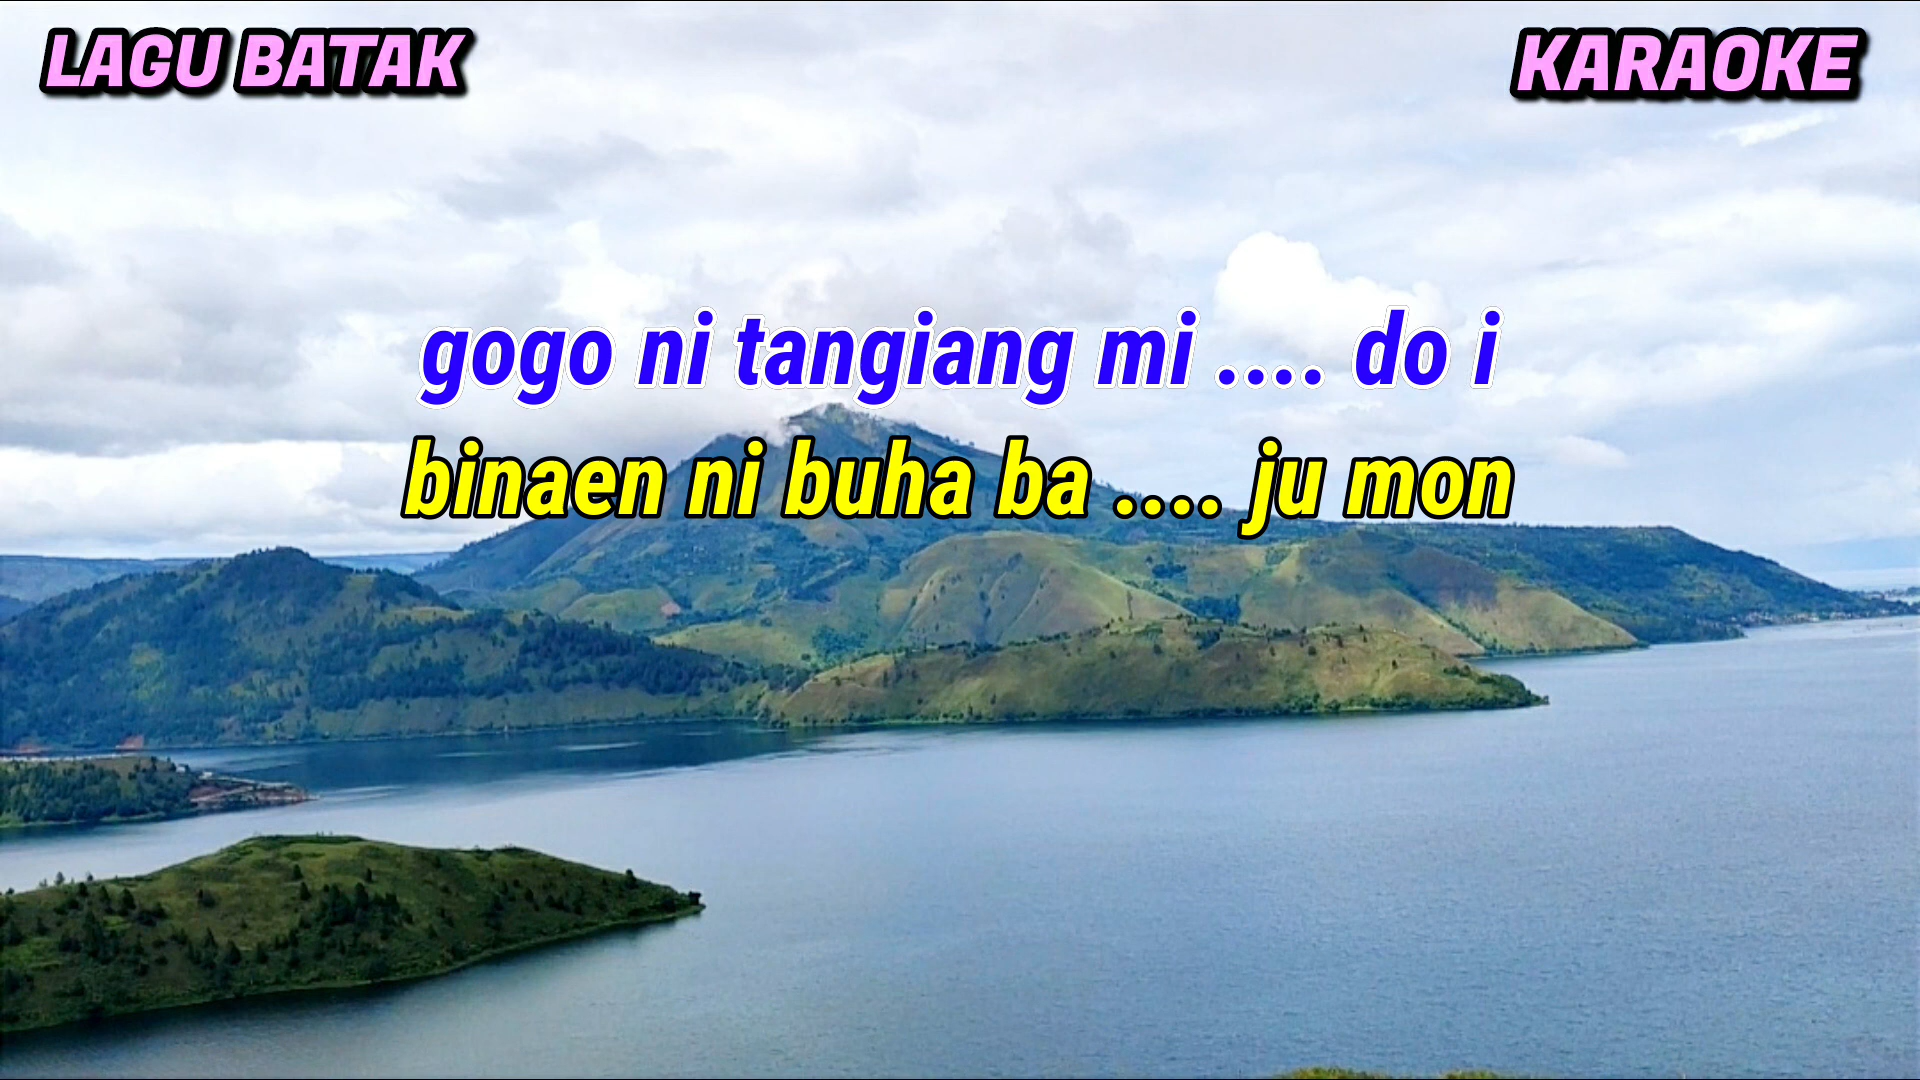 LAGU BATAK
KARAOKE
gogo ni tangiang mi .... do i
binaen ni buha ba .... ju mon